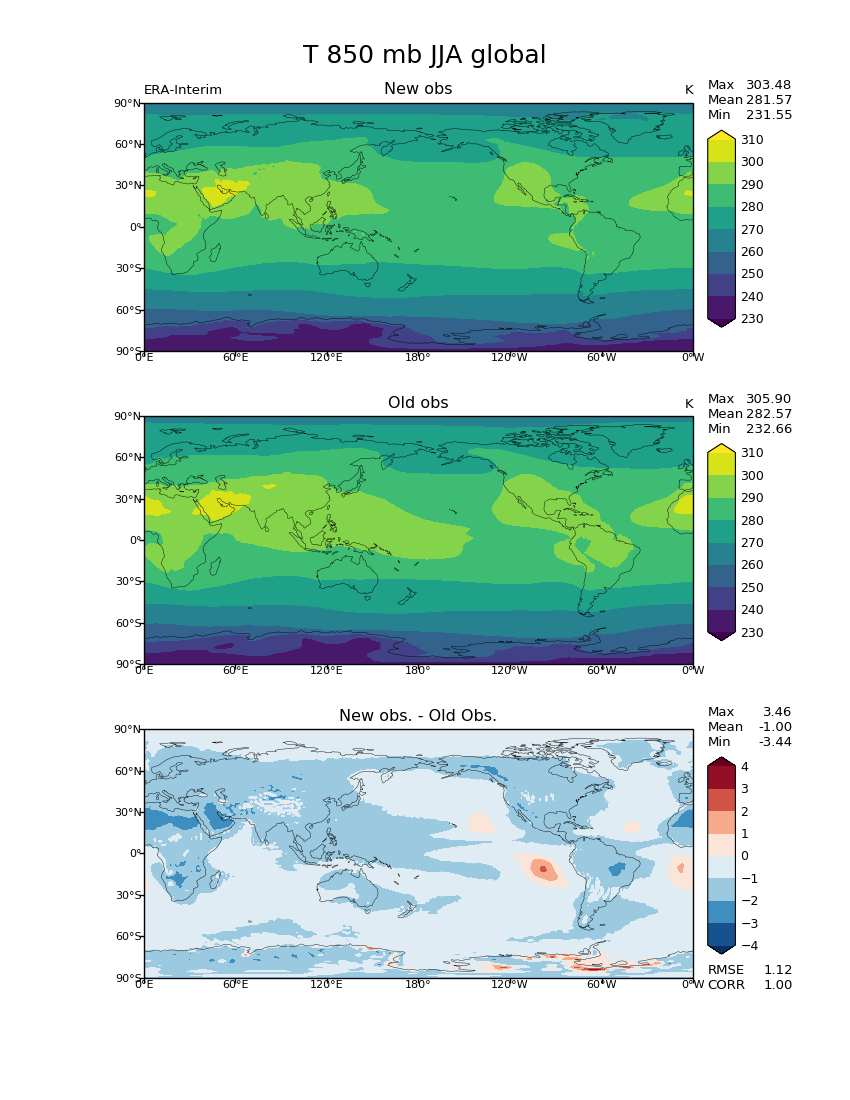 T 850 mb JJA global
ERA-Interim New obs K
Max 303.48
Mean 281.57
Min 231.55
90°N
60°N
30°N
0°
30°S
60°S
90°S
0°E 60°E 120°E 180° 120°W 60°W 0°W
310
300
290
280
270
260
250
240
230
Old obs K
Max 305.90
Mean 282.57
Min 232.66
90°N
60°N
30°N
0°
30°S
60°S
90°S
0°E 60°E 120°E 180° 120°W 60°W 0°W
310
300
290
280
270
260
250
240
230
New obs. - Old Obs.
Max 3.46
Mean -1.00
Min -3.44
90°N
60°N
30°N
0°
30°S
60°S
90°S
0°E 60°E 120°E 180° 120°W 60°W 0°W
4
3
2
1
0
−1
−2
−3
−4
RMSE 1.12
CORR 1.00